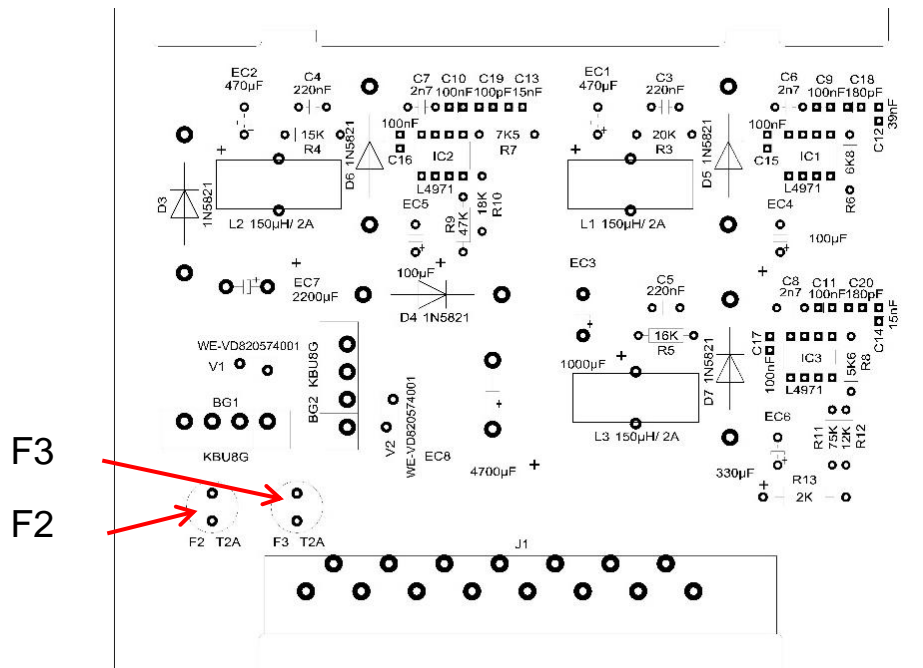 EC2
470µF
C4
220nF
C7
2n7
C10
100nF
C19
100pF
C13
15nF
EC1
470µF
C3
220nF
C6
2n7
C9
100nF
C18
180pF
C12
39nF
100nF
C16
15K
R4
D6 1N5821
IC2
L4971
7K5
R7
20K
R3
D5 1N5821
100nF
C15
IC1
L4971
6K8
R6
D3
1N5821
L2 150µH/ 2A
EC5
100µF
R9
47K
18K
R10
L1 150µH/ 2A
EC4
100µF
EC7
2200µF
D4 1N5821
EC3
1000µF
C5
220nF
16K
R5
C8
2n7
C11
100nF
C20
180pF
C14
15nF
C17
100nF
IC3
L4971
5K6
R8
D7 1N5821
WE-VD820574001
V1
BG1
KBU8G
BG2 KBU8G
V2
WE-VD820574001
EC8
4700µF
L3 150µH/ 2A
EC6
330µF
R11
75K
12K
R12
R13
2K
F3
F2
F2 T2A
F3 T2A
J1